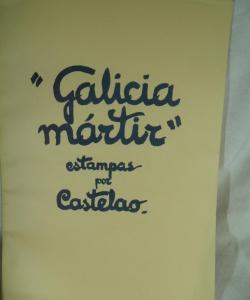 "Galicia
mártir"
estampas
por
Castelao.